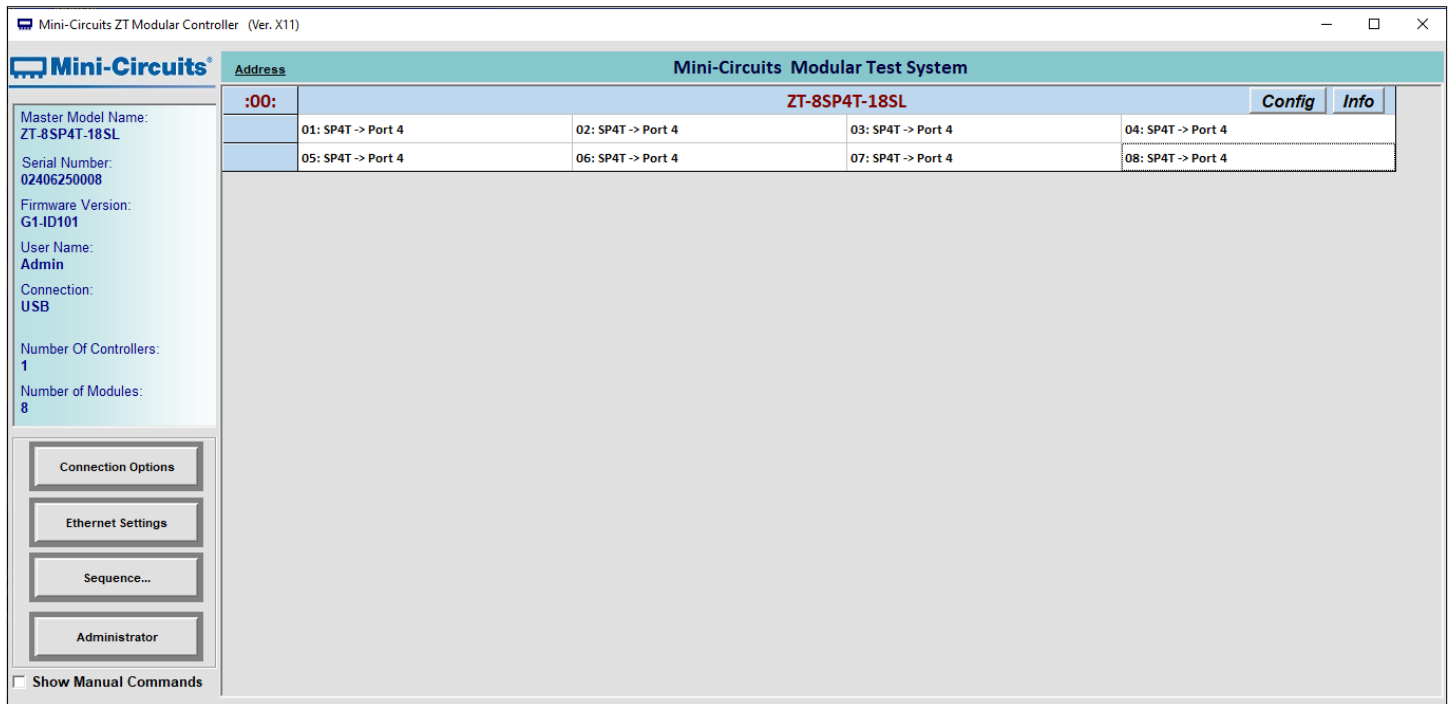 Mini-Circuits ZT Modular Controller (Ver. X11)
Mini-Circuits®
Address
Mini-Circuits Modular Test System
:00:
ZT-8SP4T-18SL
Config
Info
01: SP4T -> Port 4
02: SP4T -> Port 4
03: SP4T -> Port 4
04: SP4T -> Port 4
05: SP4T -> Port 4
06: SP4T -> Port 4
07: SP4T -> Port 4
08: SP4T -> Port 4
Master Model Name:
ZT-8SP4T-18SL
Serial Number:
02406250008
Firmware Version:
G1-ID101
User Name:
Admin
Connection:
USB
Number Of Controllers:
1
Number of Modules:
8
Connection Options
Ethernet Settings
Sequence...
Administrator
Show Manual Commands